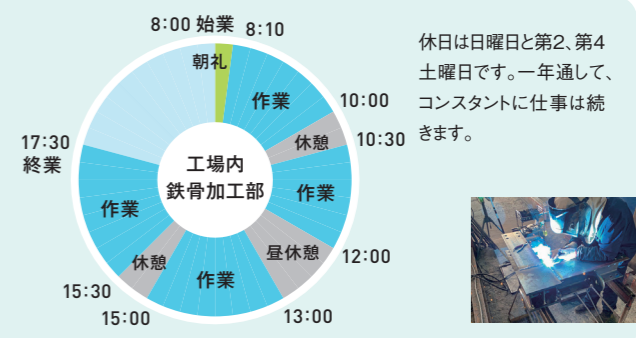 8:00 始業
8:10
朝礼
作業
10:00
休憩
10:30
作業
12:00
昼休憩
13:00
作業
15:00
休憩
15:30
作業
17:30
終業
工場内
鉄骨加工部
休日は日曜日と第2、第4
土曜日です。一年通して、
コンスタントに仕事は続
きます。